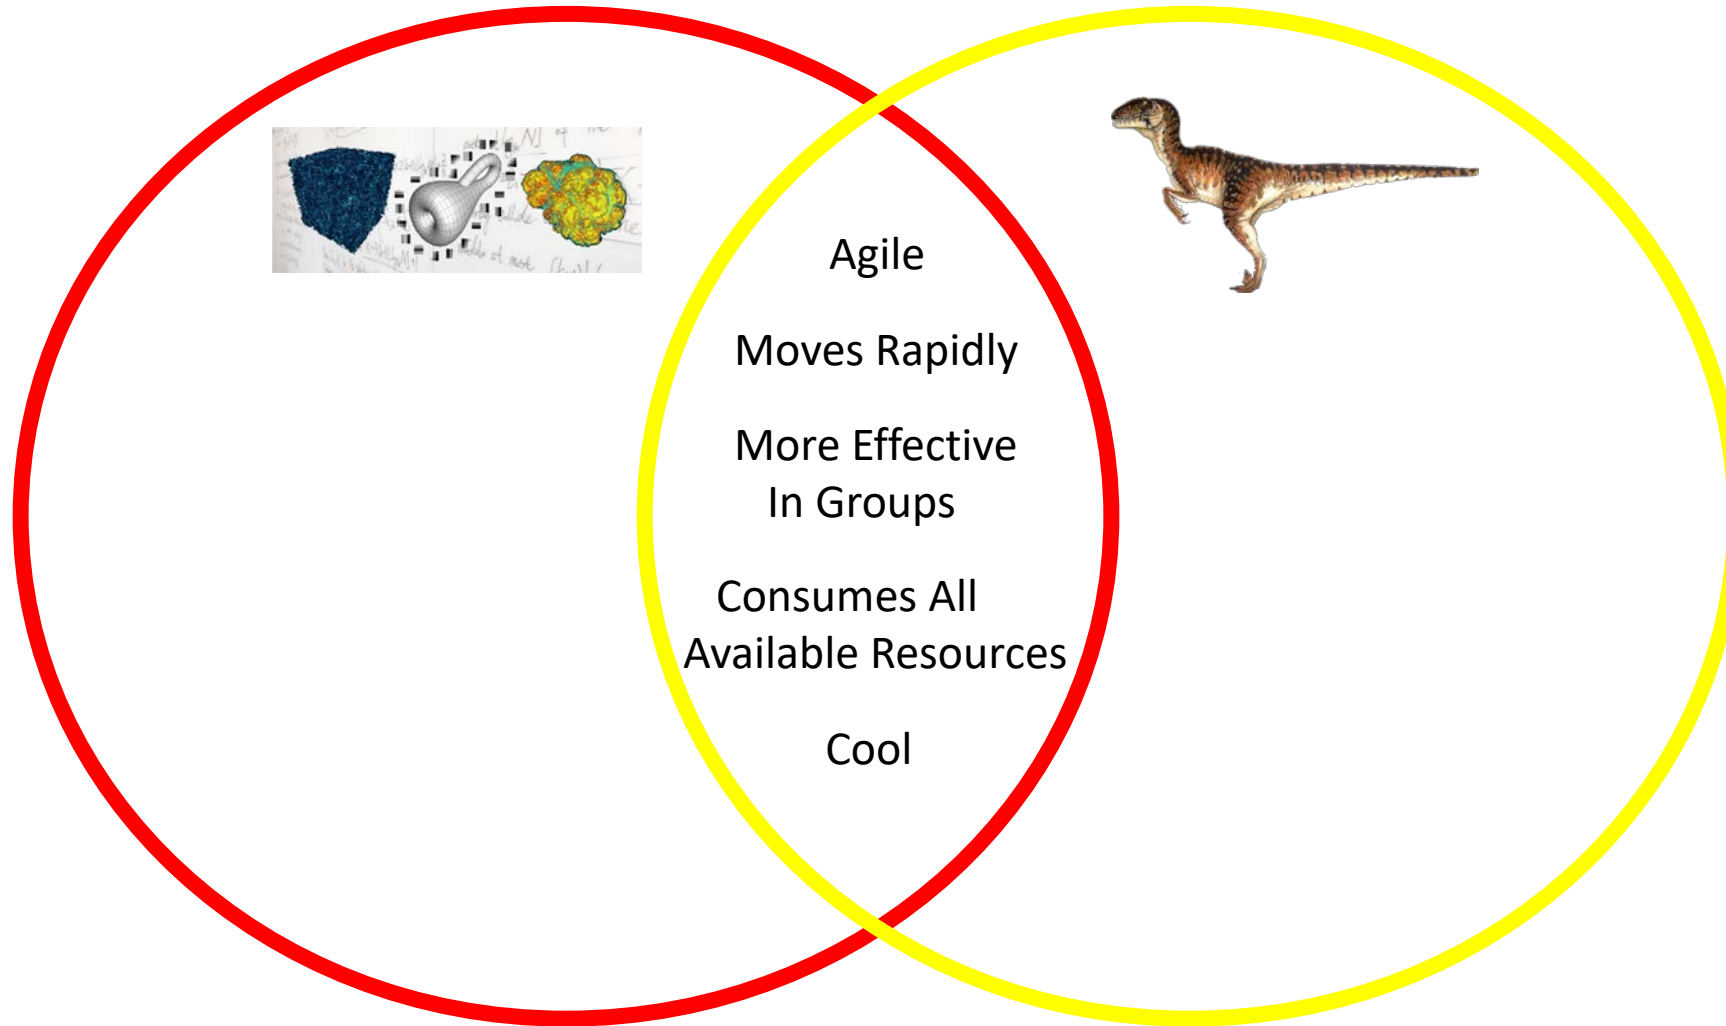 Agile
Moves Rapidly
More Effective
In Groups
Consumes All
Available Resources
Cool